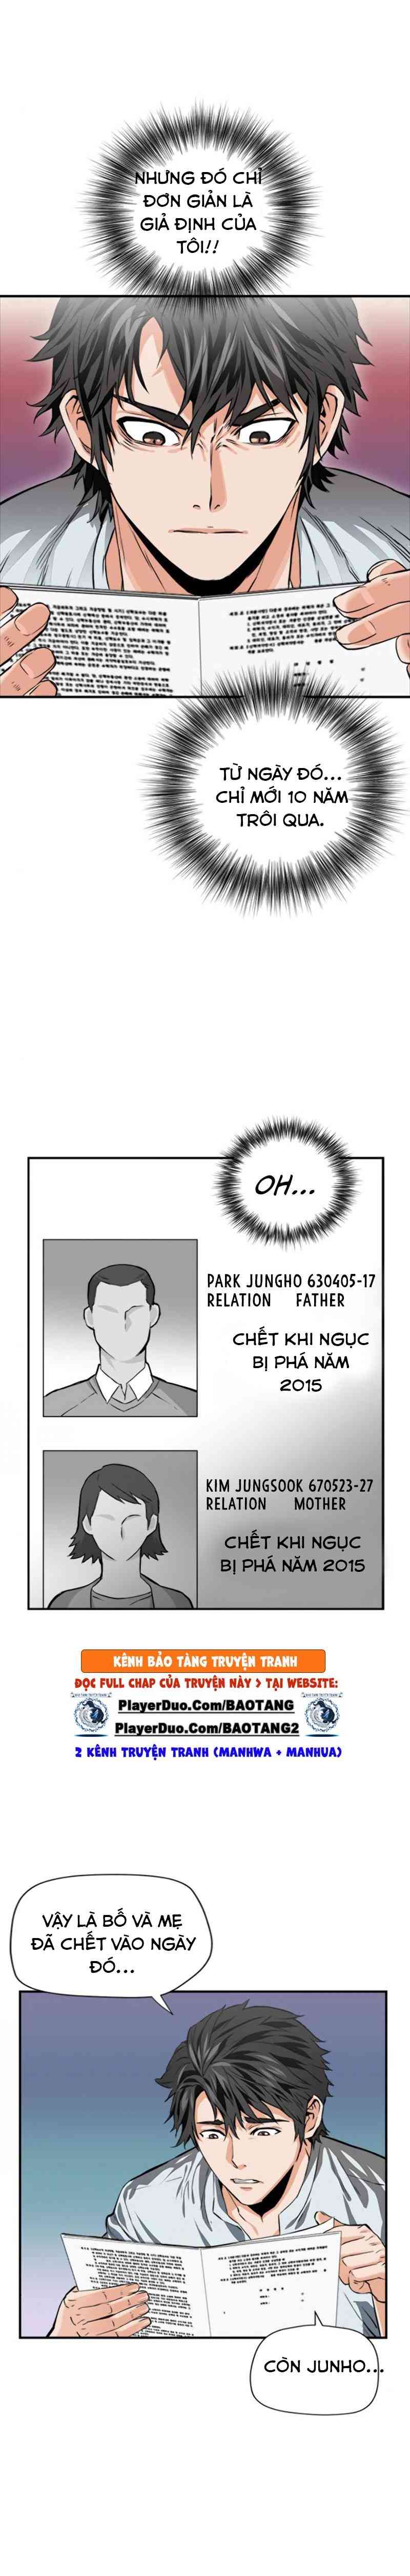 NHƯNG ĐÓ CHỈ
ĐƠN GIẢN LÀ
GIẢ ĐỊNH CỦA
TÔI!!
TỪ NGÀY ĐÓ...
CHỈ MỚI 10 NĂM
TRÔI QUA.
OH...
PARK JUNGHO 630405-17
RELATION FATHER
CHẾT KHI NGỤC
BỊ PHÁ NĂM
2015
KIM JUNGSOOK 670523-27
RELATION MOTHER
CHẾT KHI NGỤC
BỊ PHÁ NĂM 2015
KÊNH BẢO TÀNG TRUYỆN TRANH
ĐỌC FULL CHAP CỦA TRUYỆN NÀY > TẠI WEBSITE:
PlayerDuo.Com/BAOTANG
PlayerDuo.Com/BAOTANG2
2 KÊNH TRUYỆN TRANH (MANHWA + MANHUA)
VẬY LÀ BỐ VÀ MẸ
ĐÃ CHẾT VÀO NGÀY
ĐÓ...
CÒN JUNHO...